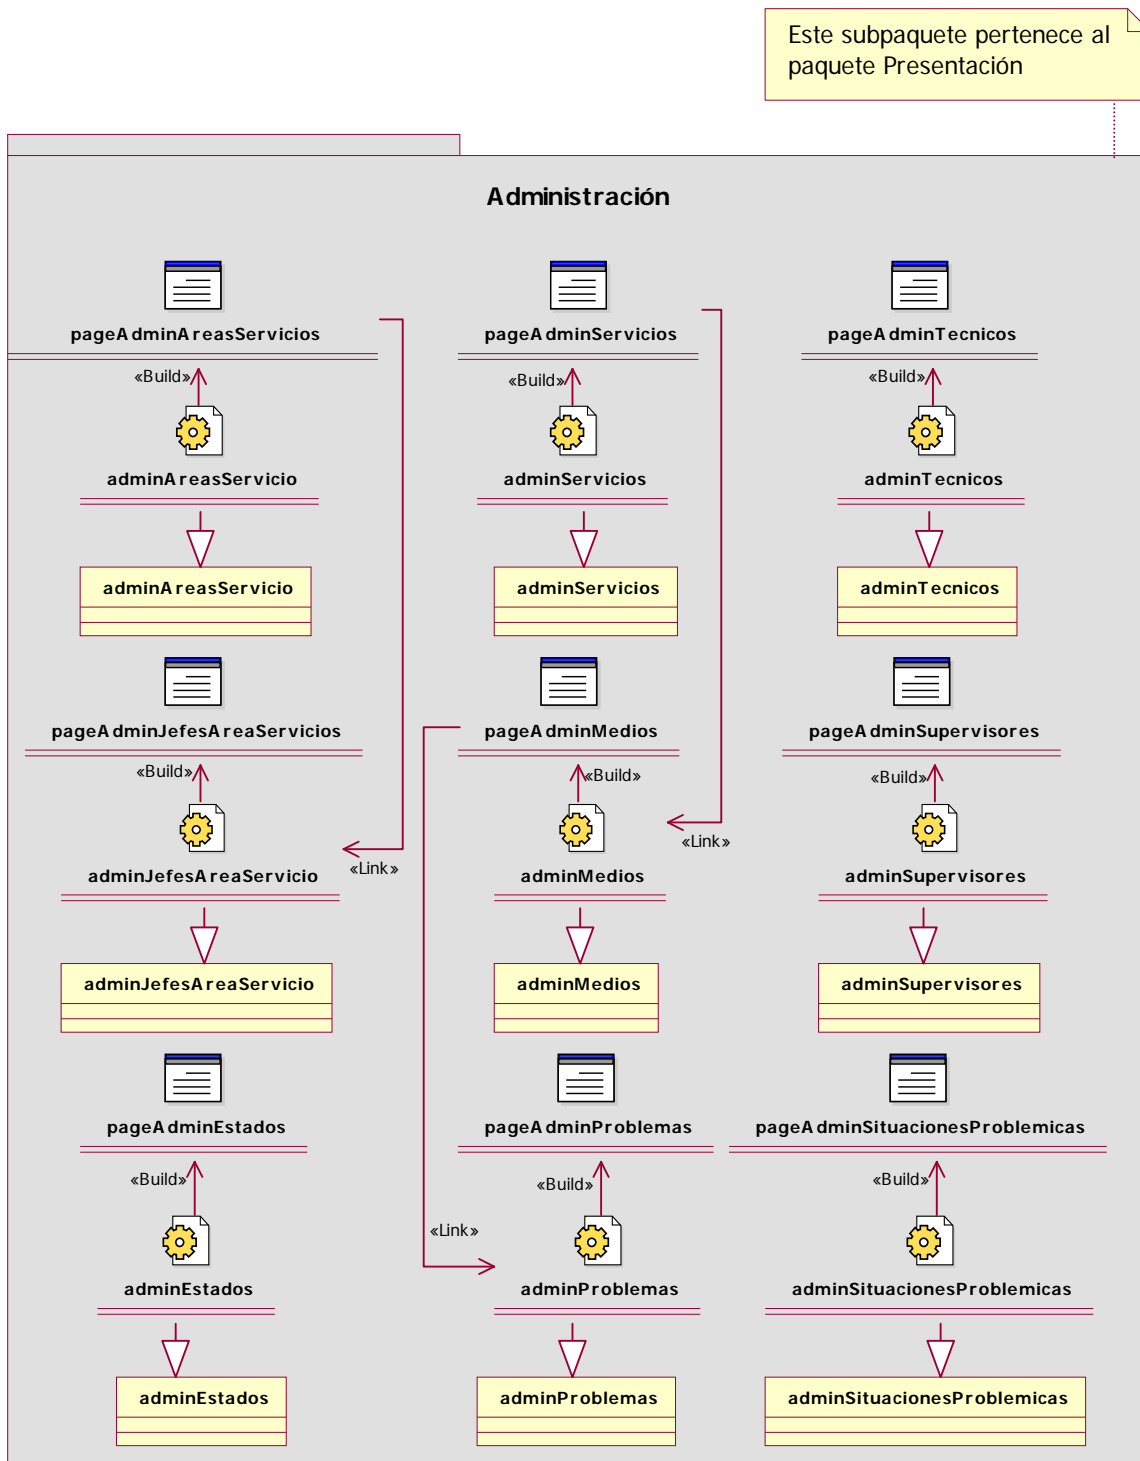 Este subpaquete pertenece al
paquete Presentación
Administración
pageAdminAreasServicios
pageAdminServicios
pageAdminTecnicos
«Build»
«Build»
«Build»
adminAreasServicio
adminServicios
adminTecnicos
adminAreasServicio
adminServicios
adminTecnicos
pageAdminJefesAreaServicios
pageAdminMedios
pageAdminSupervisores
«Build»
«Build»
«Build»
«Link»
«Link»
adminJefesAreaServicio
adminMedios
adminSupervisores
adminJefesAreaServicio
adminMedios
adminSupervisores
pageAdminEstados
pageAdminProblemas
pageAdminSituacionesProblemicas
«Build»
«Build»
«Build»
«Link»
adminEstados
adminProblemas
adminSituacionesProblemicas
adminEstados
adminProblemas
adminSituacionesProblemicas